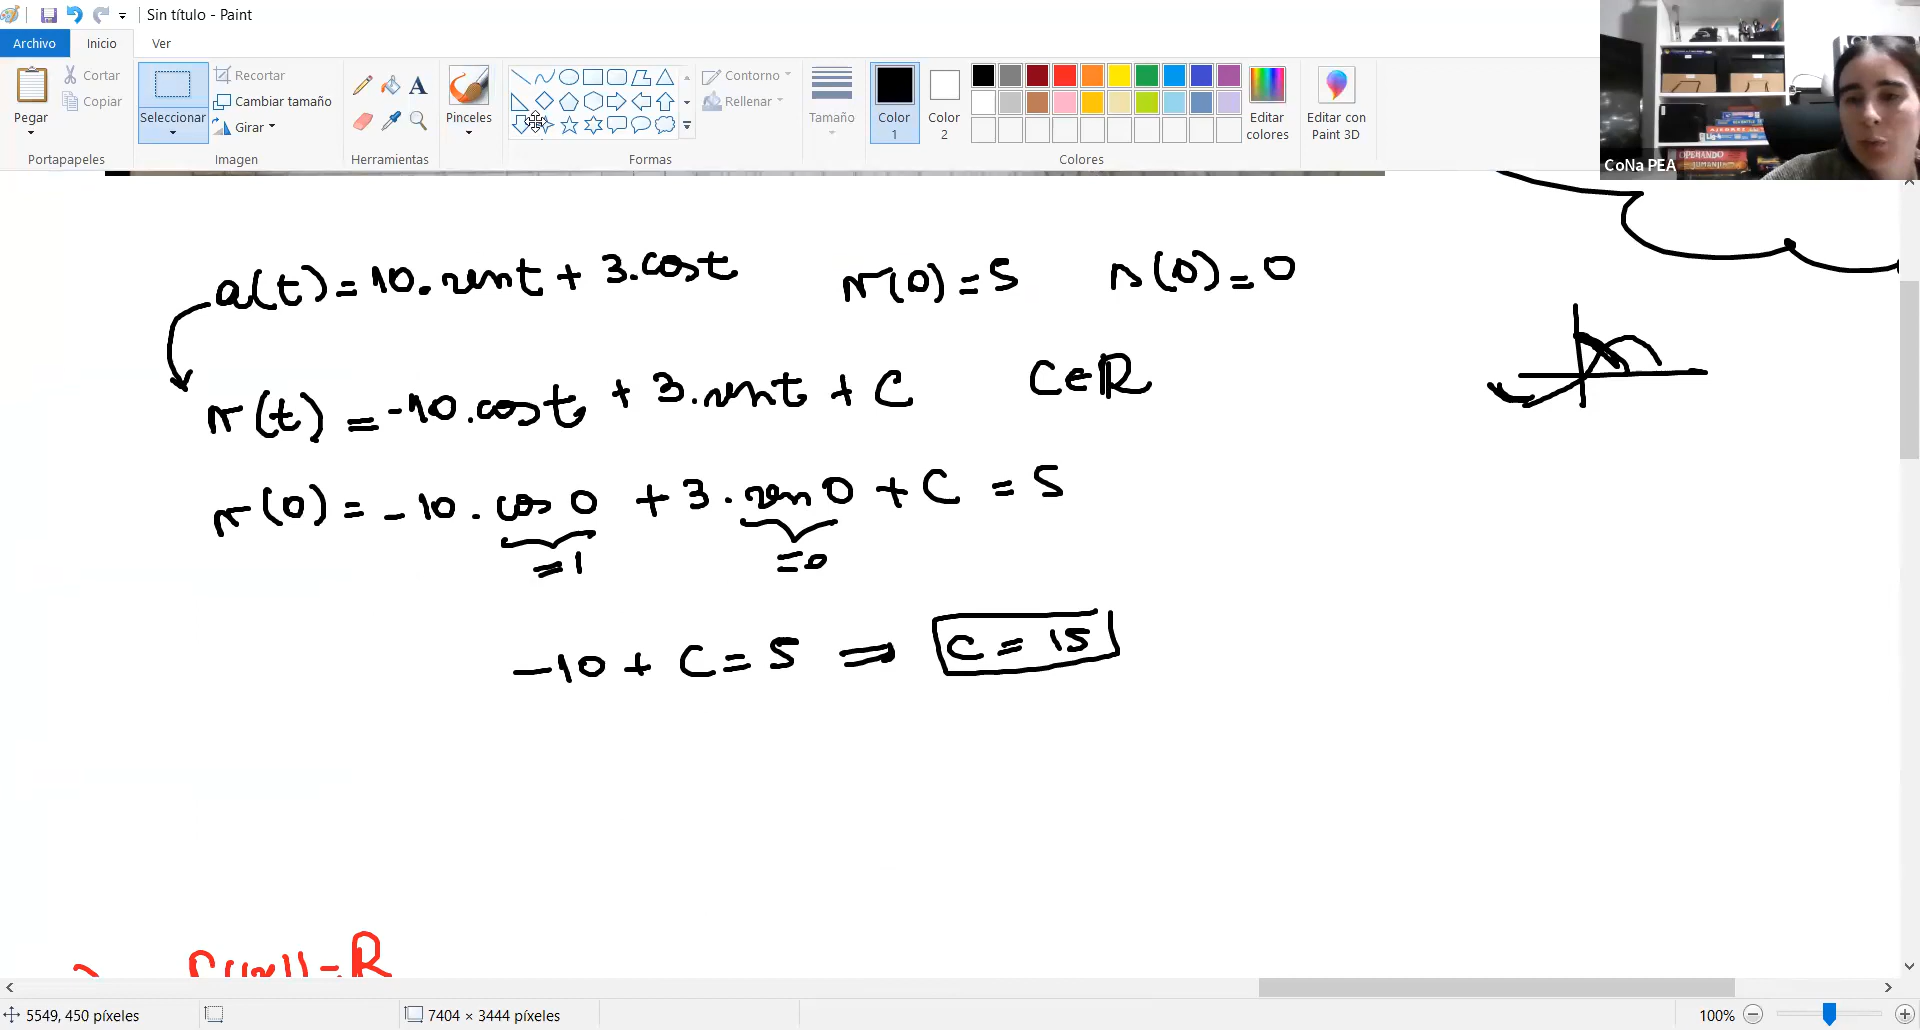 Sin título - Paint
Archivo Inicio Ver
Pegar
Cortar
Copiar
Portapapeles
Seleccionar
Recortar
Cambiar tamaño
Girar
Imagen
Herramientas
Pinceles
Formas
Contorno
Rellenar
Tamaño
Color 1
Color 2
Colores
Editar colores
Editar con Paint 3D
CoNa PEA
OPERANDO
a(t) = 10. sent + 3.cost v(0) = 5 s(0) = 0
v(t) = -10.cost + 3.sent + C C∈ℝ
v(0) = -10 . cos 0 + 3. sen 0 + C = 5
=1 =0
-10 + C = 5 ⇒ C = 15
5549, 450 píxeles
7404 × 3444 píxeles
100%